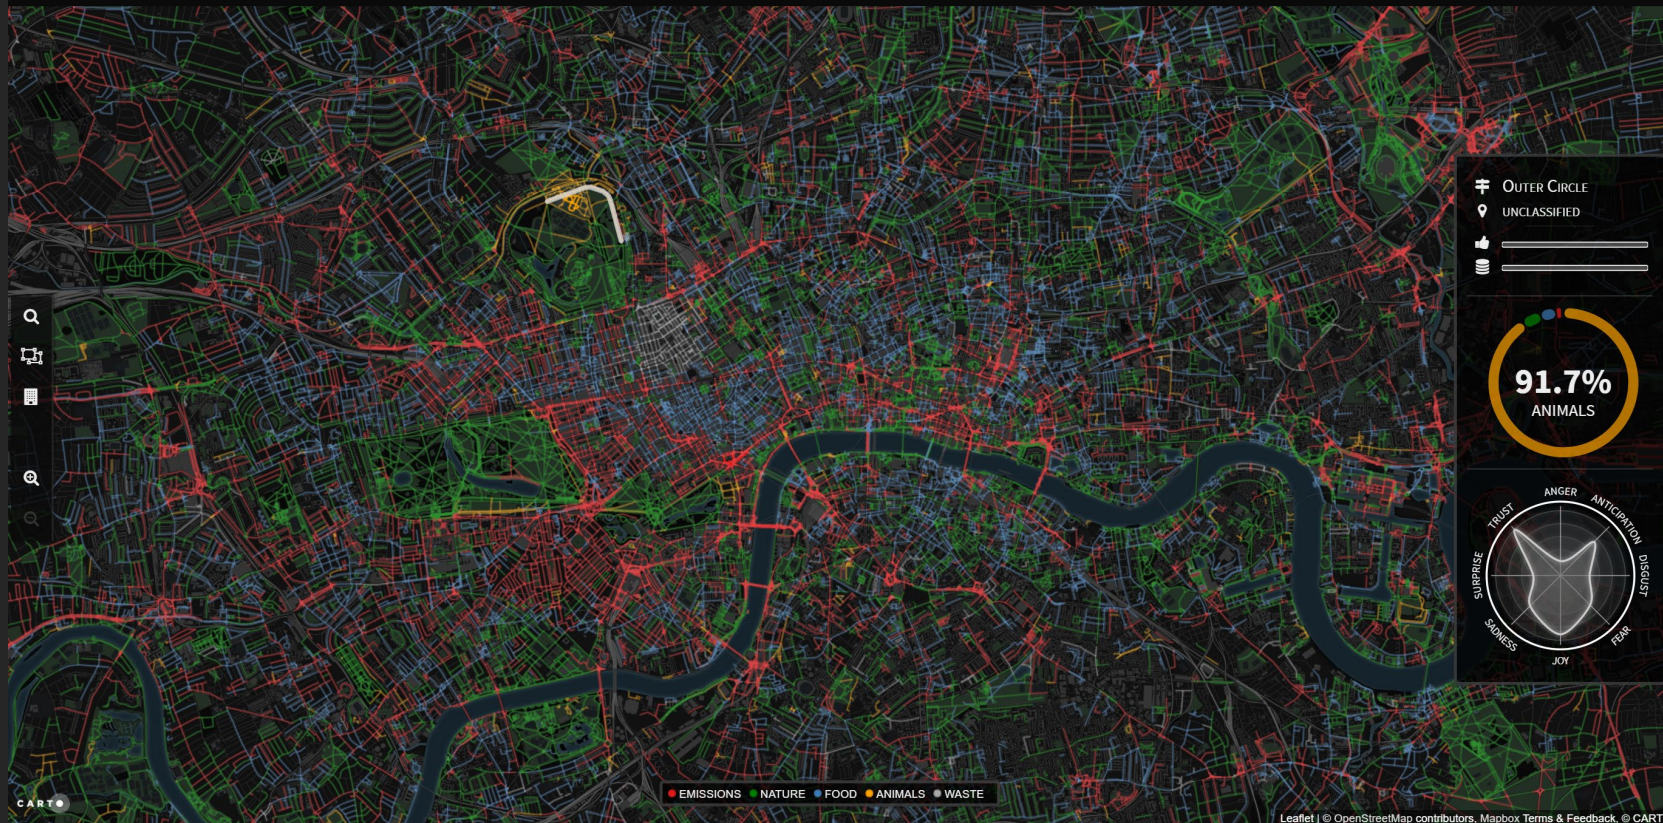 OUTER CIRCLE
UNCLASSIFIED
91.7%
ANIMALS
ANGER
ANTICIPATION
DISGUST
FEAR
JOY
SADNESS
SURPRISE
TRUST
EMISSIONS NATURE FOOD ANIMALS WASTE
CARTO
Leaflet | © OpenStreetMap contributors, Mapbox Terms & Feedback, © CART